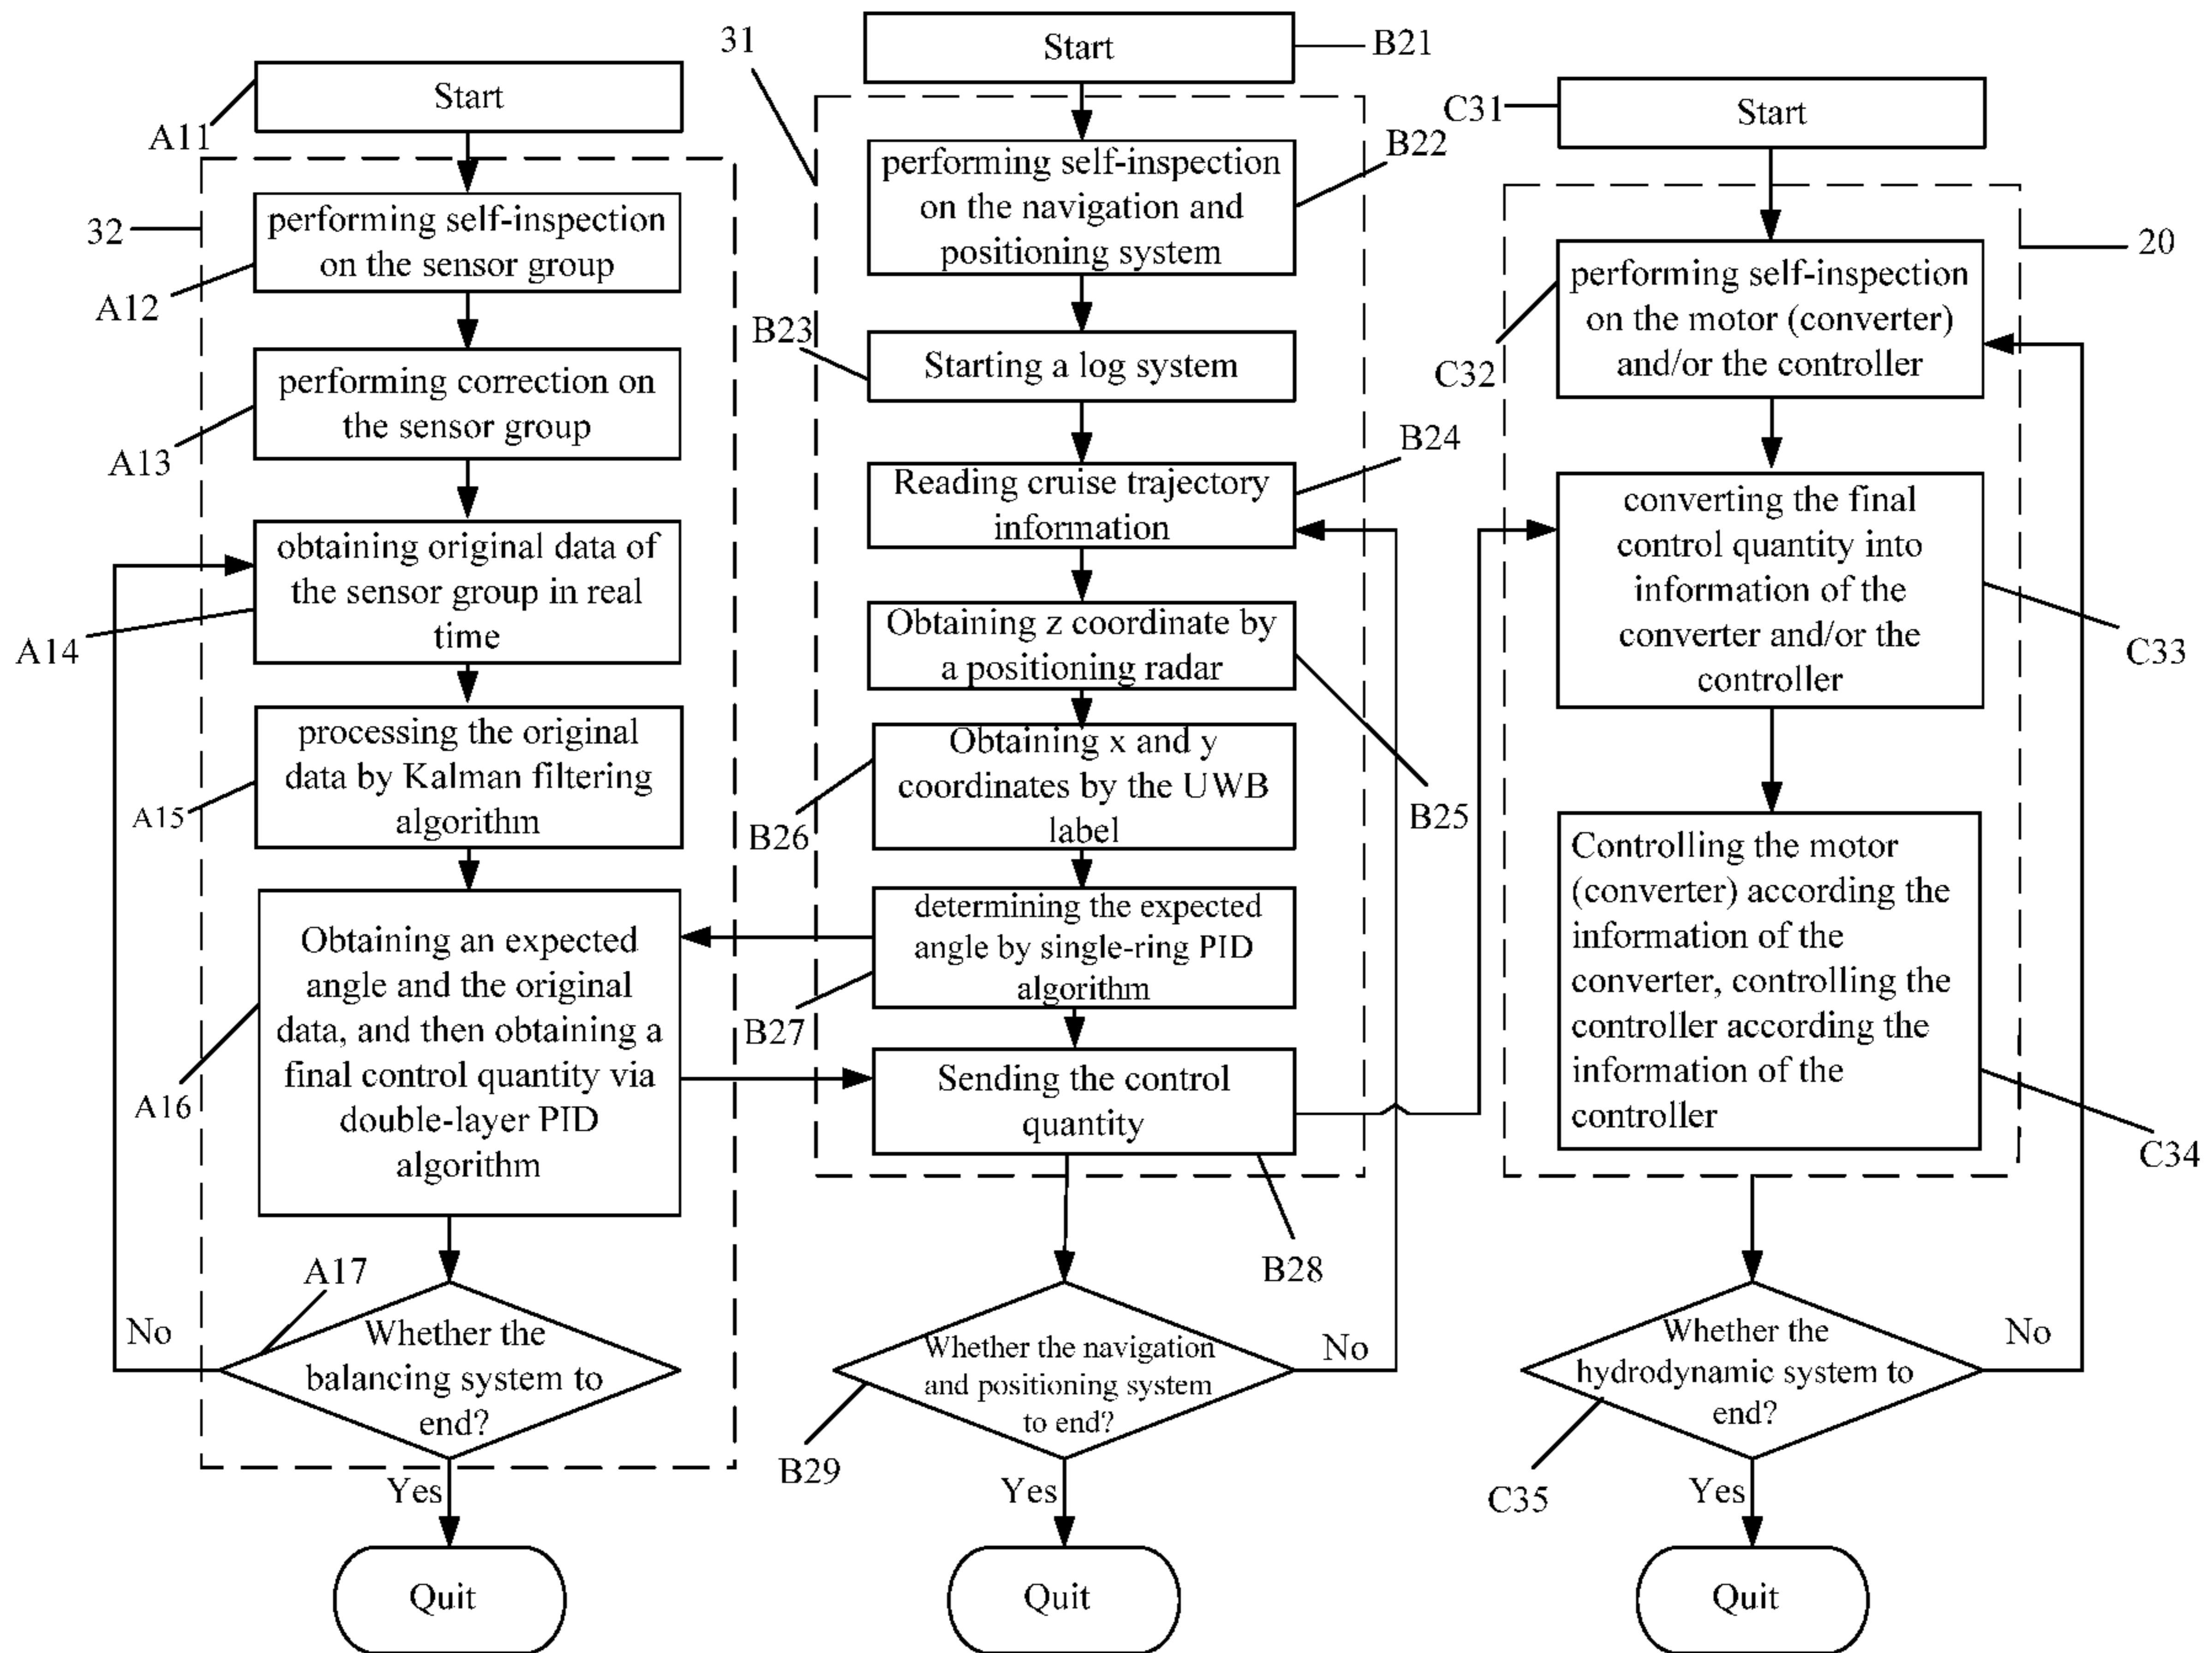 A11
Start
32
performing self-inspection
on the sensor group
A12
performing correction on
the sensor group
A13
obtaining original data of
the sensor group in real
time
A14
processing the original
data by Kalman filtering
algorithm
A15
Obtaining an expected
angle and the original
data, and then obtaining a
final control quantity via
double-layer PID
algorithm
A16
A17
No
Whether the
balancing system to
end?
Yes
Quit
31
Start
B21
performing self-inspection
on the navigation and
positioning system
B22
B23
Starting a log system
B24
Reading cruise trajectory
information
Obtaining z coordinate by
a positioning radar
B25
Obtaining x and y
coordinates by the UWB
label
B26
determining the expected
angle by single-ring PID
algorithm
B27
Sending the control
quantity
B28
Whether the navigation
and positioning system
to end?
No
B29
Yes
Quit
C31
Start
20
performing self-inspection
on the motor (converter)
and/or the controller
C32
converting the final
control quantity into
information of the
converter and/or the
controller
C33
Controlling the motor
(converter) according the
information of the
converter, controlling the
controller according the
information of the
controller
C34
Whether the
hydrodynamic system to
end?
No
C35
Yes
Quit